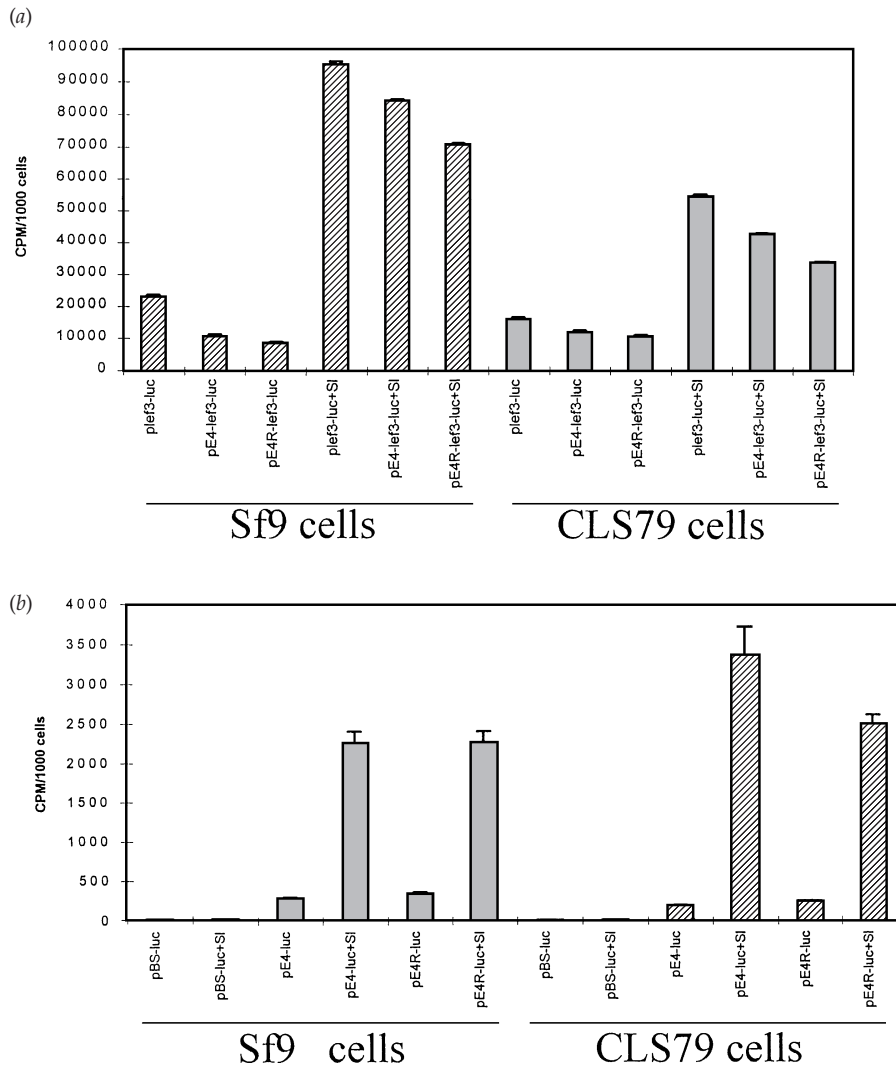 (a)
100000
90000
80000
70000
60000
50000
40000
30000
20000
10000
0
CPM/1000 cells
plef3-luc
pE4-lef3-luc
pE4R-lef3-luc
plef3-luc+SI
pE4-lef3-luc+SI
pE4R-lef3-luc+SI
plef3-luc
pE4-lef3-luc
pE4R-lef3-luc
plef3-luc+SI
pE4-lef3-luc+SI
pE4R-lef3-luc+SI
Sf9 cells
CLS79 cells
(b)
4000
3500
3000
2500
2000
1500
1000
500
0
CPM/1000 cells
pBS-luc
pBS-luc+SI
pE4-luc
pE4-luc+SI
pE4R-luc
pE4R-luc+SI
pBS-luc
pBS-luc+SI
pE4-luc
pE4-luc+SI
pE4R-luc
pE4R-luc+SI
Sf9 cells
CLS79 cells